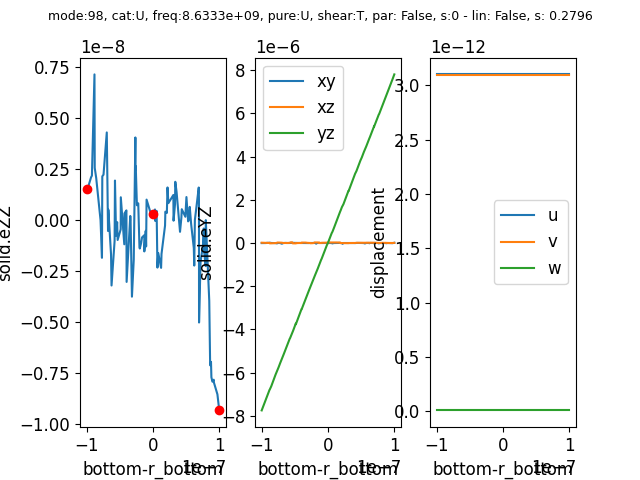 mode:98, cat:U, freq:8.6333e+09, pure:U, shear:T, par: False, s:0 - lin: False, s: 0.2796
1e−8
0.75
0.50
0.25
0.00
−0.25
−0.50
−0.75
−1.00
solid.eZZ
−1
0
1
1e−7
bottom-r_bottom
1e−6
8
6
4
2
0
−2
−4
−6
−8
solid.eYZ
xy
xz
yz
−1
0
1
1e−7
bottom-r_bottom
1e−12
3.0
2.5
2.0
1.5
1.0
0.5
0.0
displacement
u
v
w
−1
0
1
1e−7
bottom-r_bottom